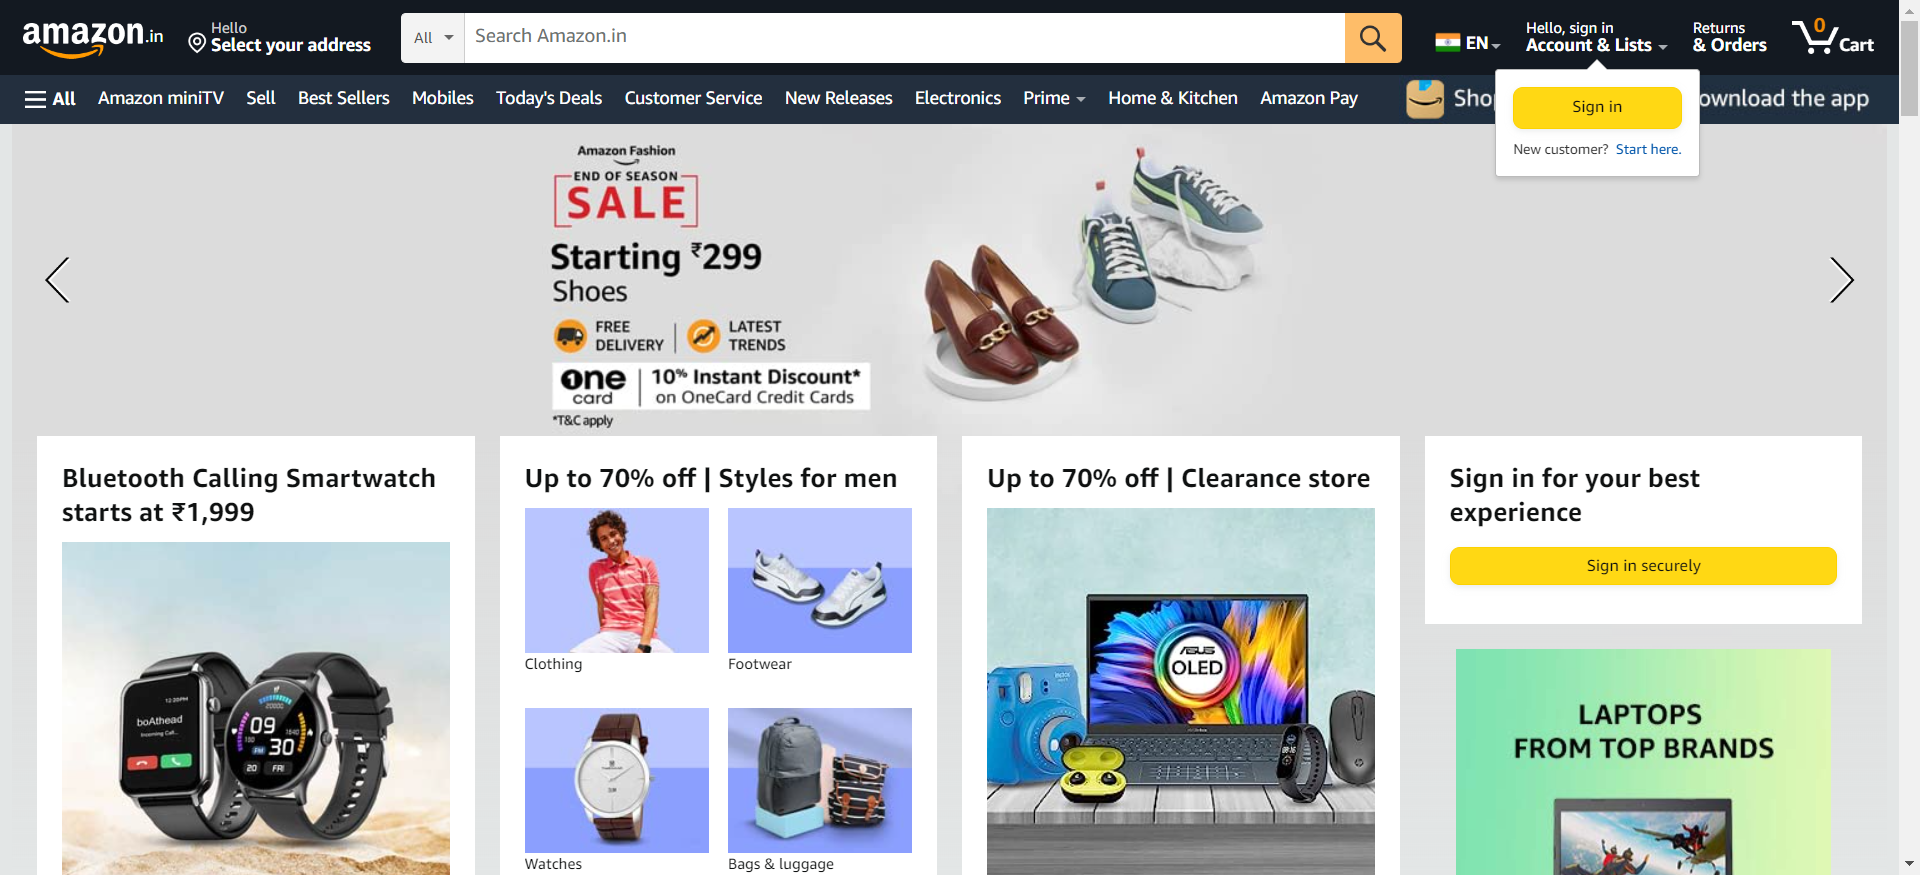 amazon.in
Hello
Select your address
All
Search Amazon.in
EN
Hello, sign in
Account & Lists
Returns
& Orders
0
Cart
All
Amazon miniTV
Sell
Best Sellers
Mobiles
Today's Deals
Customer Service
New Releases
Electronics
Prime
Home & Kitchen
Amazon Pay
Sign in
New customer? Start here.
the app
Amazon Fashion
END OF SEASON
SALE
Starting ₹299
Shoes
FREE
DELIVERY
LATEST
TRENDS
one
card
10% Instant Discount*
on OneCard Credit Cards
*T&C apply
Bluetooth Calling Smartwatch
starts at ₹1,999
12:39PM
boAthead
Incoming Call...
09
30
PM
20 FRI
Up to 70% off | Styles for men
Clothing
Footwear
Watches
Bags & luggage
Up to 70% off | Clearance store
ASUS
OLED
Sign in for your best
experience
Sign in securely
LAPTOPS
FROM TOP BRANDS